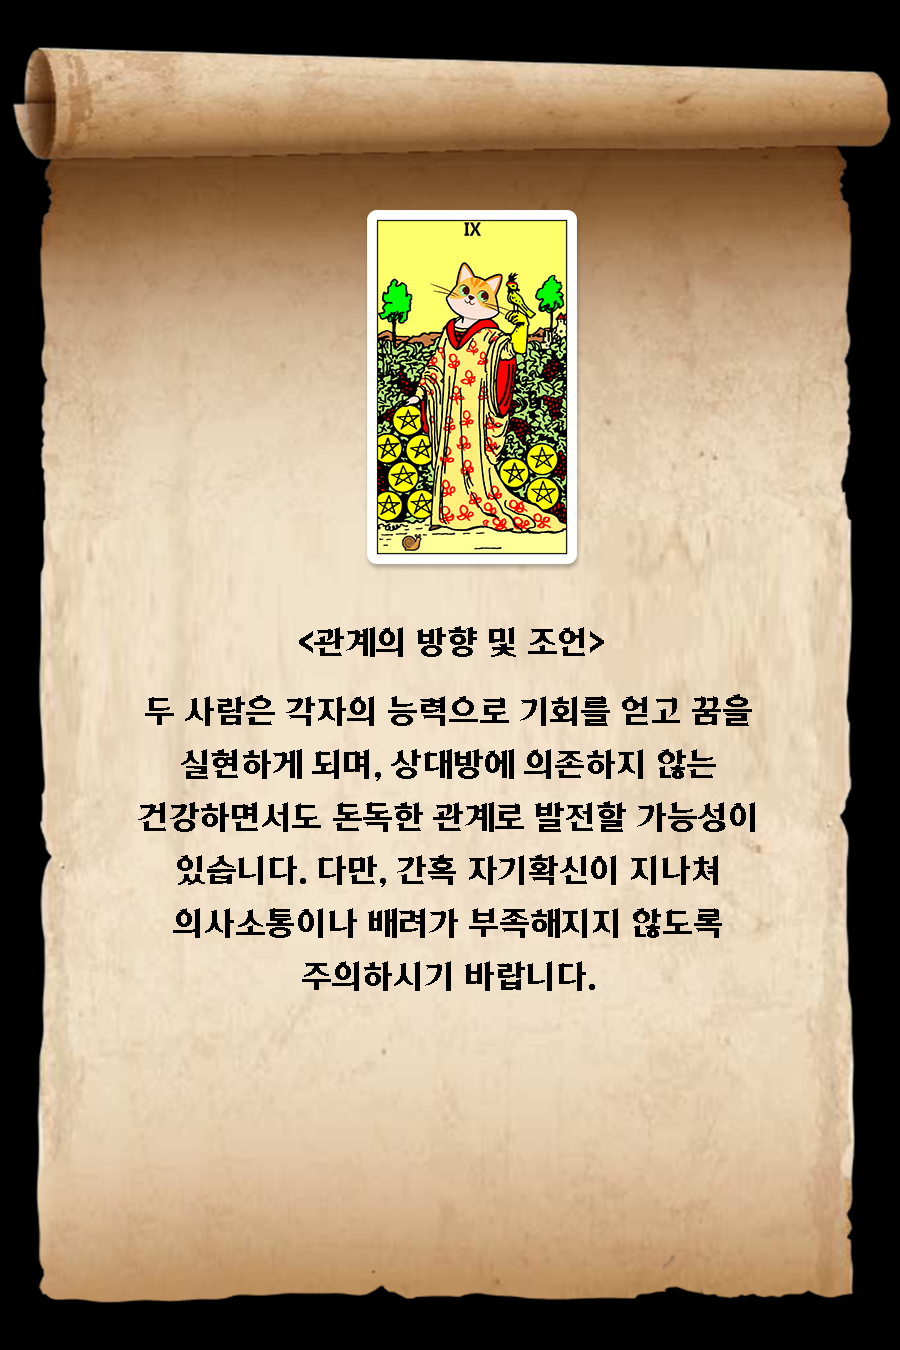 IX
<관계의 방향 및 조언>
두 사람은 각자의 능력으로 기회를 얻고 꿈을
실현하게 되며, 상대방에 의존하지 않는
건강하면서도 돈독한 관계로 발전할 가능성이
있습니다. 다만, 간혹 자기확신이 지나쳐
의사소통이나 배려가 부족해지지 않도록
주의하시기 바랍니다.